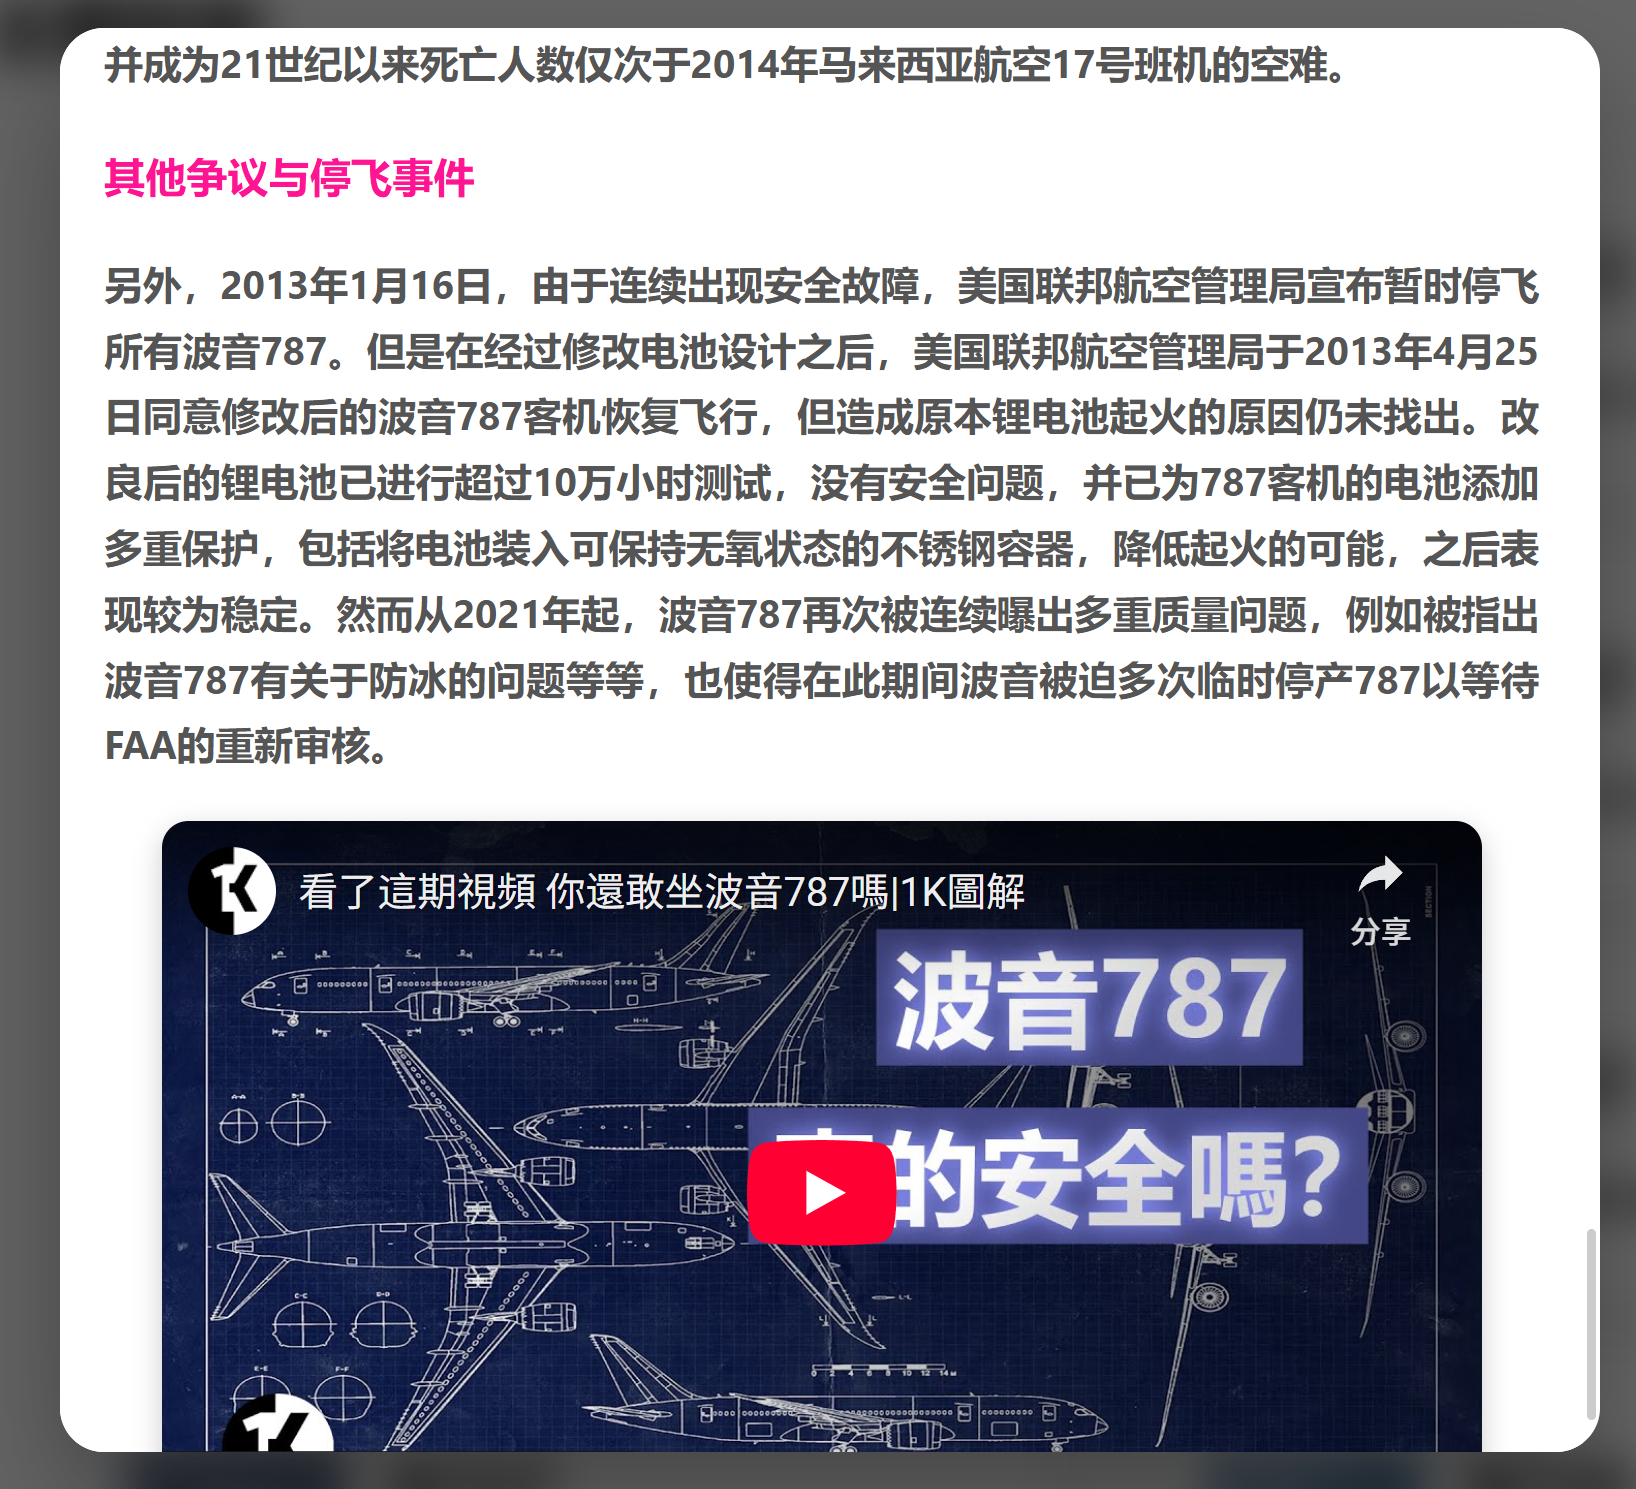 并成为21世纪以来死亡人数仅次于2014年马来西亚航空17号班机的空难。
其他争议与停飞事件
另外，2013年1月16日，由于连续出现安全故障，美国联邦航空管理局宣布暂时停飞
所有波音787。但是在经过修改电池设计之后，美国联邦航空管理局于2013年4月25
日同意修改后的波音787客机恢复飞行，但造成原本锂电池起火的原因仍未找出。改
良后的锂电池已进行超过10万小时测试，没有安全问题，并已为787客机的电池添加
多重保护，包括将电池装入可保持无氧状态的不锈钢容器，降低起火的可能，之后表
现较为稳定。然而从2021年起，波音787再次被连续曝出多重质量问题，例如被指出
波音787有关于防冰的问题等等，也使得在此期间波音被迫多次临时停产787以等待
FAA的重新审核。
1K
看了這期視頻 你還敢坐波音787嗎|1K圖解
分享
SECTION
波音787
的安全嗎?
A-A
B-B
C-C
D-D
E-E
F-F
H-H
L-L
0 2 4 6 8 10 12 14 M
1K